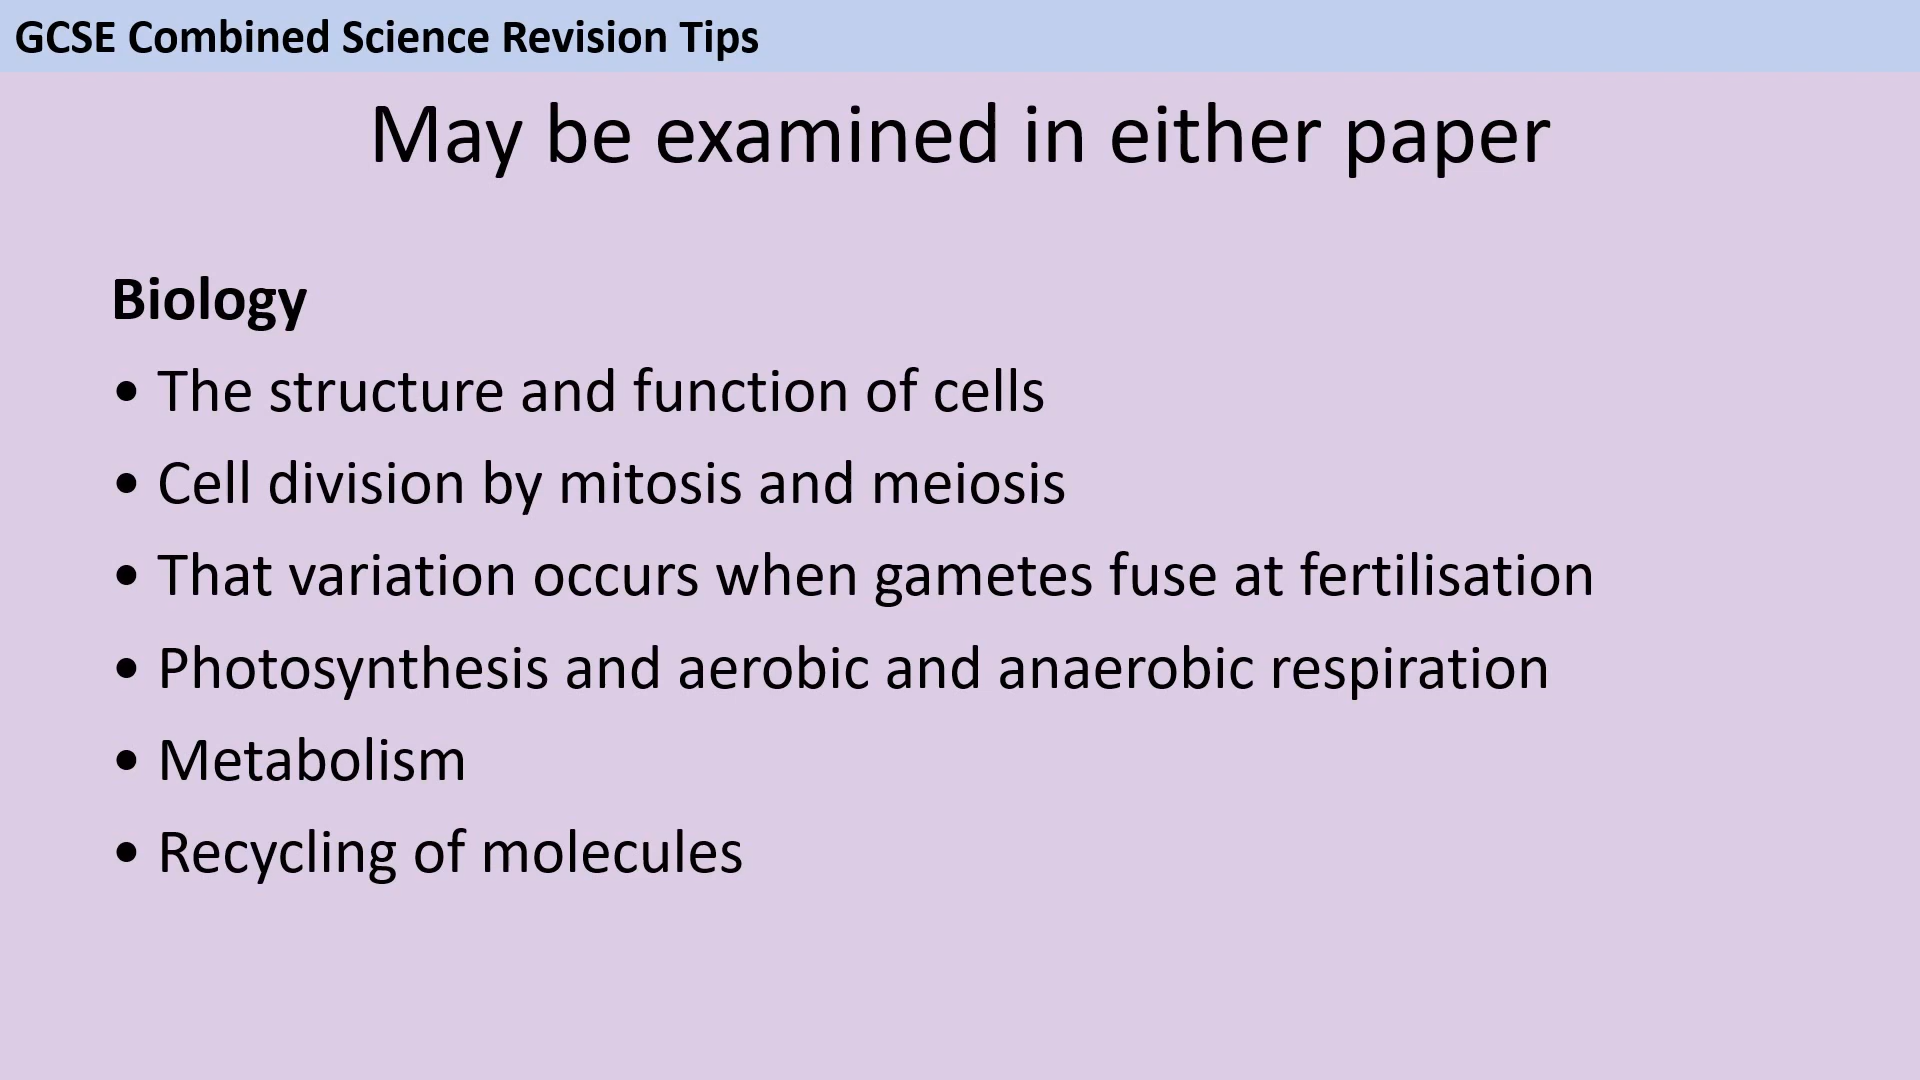 GCSE Combined Science Revision Tips
May be examined in either paper
Biology
• The structure and function of cells
• Cell division by mitosis and meiosis
• That variation occurs when gametes fuse at fertilisation
• Photosynthesis and aerobic and anaerobic respiration
• Metabolism
• Recycling of molecules